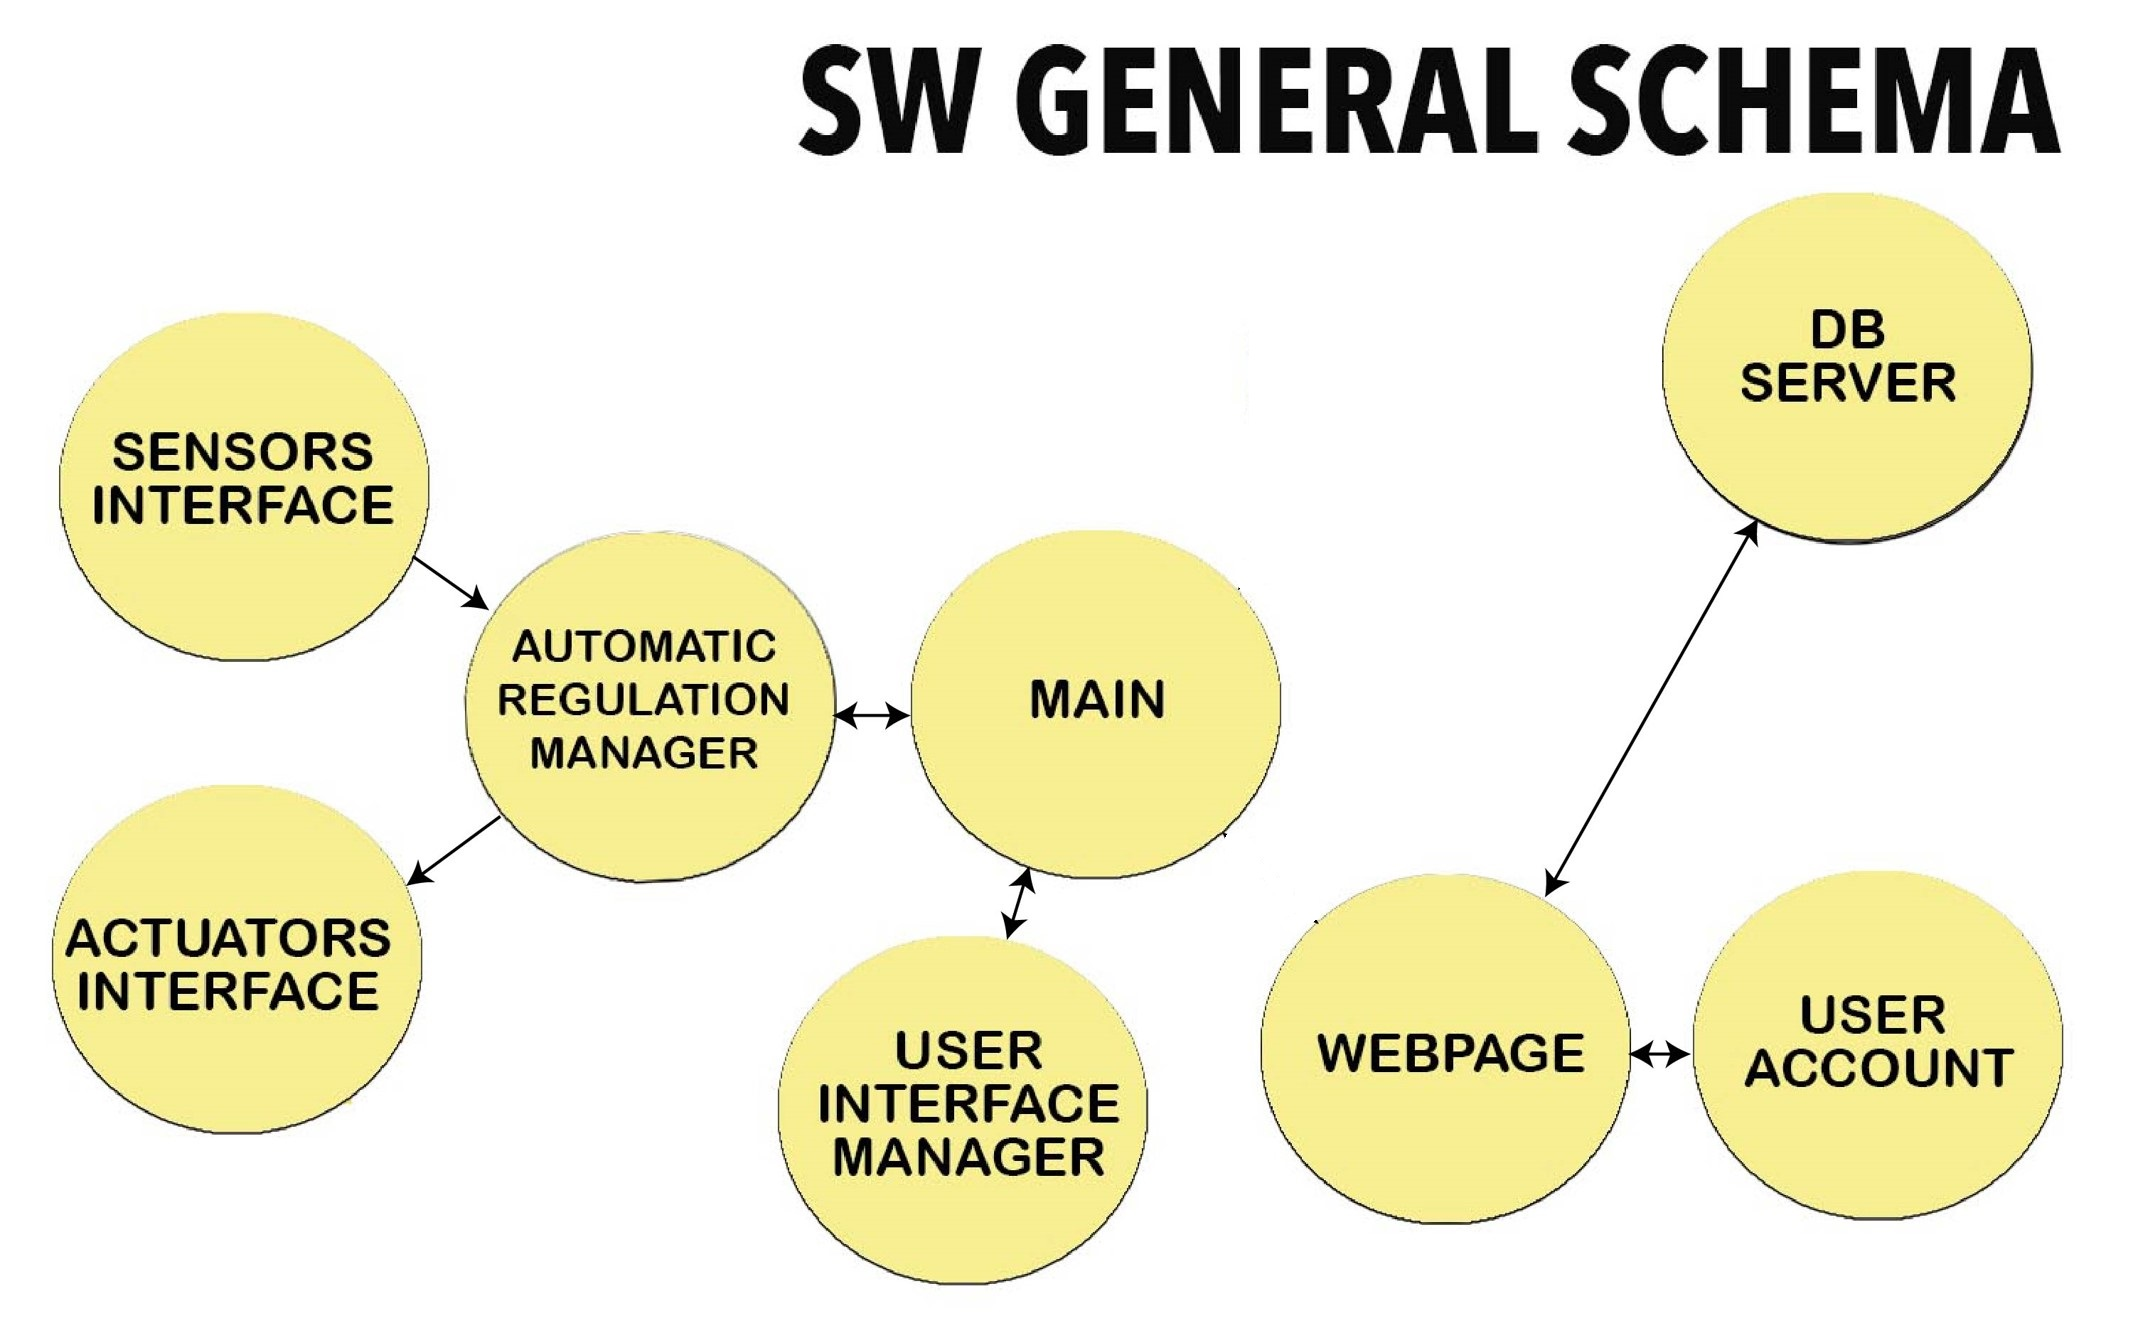 SW GENERAL SCHEMA
DB
SERVER
SENSORS
INTERFACE
AUTOMATIC
REGULATION
MANAGER
MAIN
ACTUATORS
INTERFACE
USER
INTERFACE
MANAGER
WEBPAGE
USER
ACCOUNT